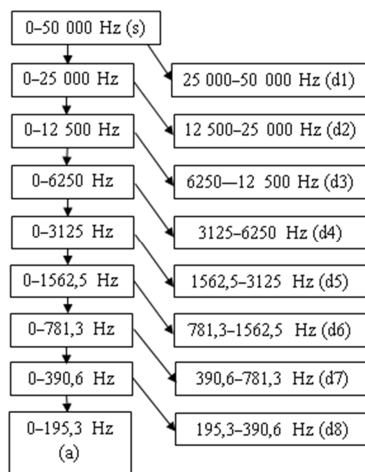 0–50 000 Hz (s)
0–25 000 Hz
25 000–50 000 Hz (d1)
0–12 500 Hz
12 500–25 000 Hz (d2)
0–6250 Hz
6250—12 500 Hz (d3)
0–3125 Hz
3125–6250 Hz (d4)
0–1562,5 Hz
1562,5–3125 Hz (d5)
0–781,3 Hz
781,3–1562,5 Hz (d6)
0–390,6 Hz
390,6–781,3 Hz (d7)
0–195,3 Hz
(a)
195,3–390,6 Hz (d8)